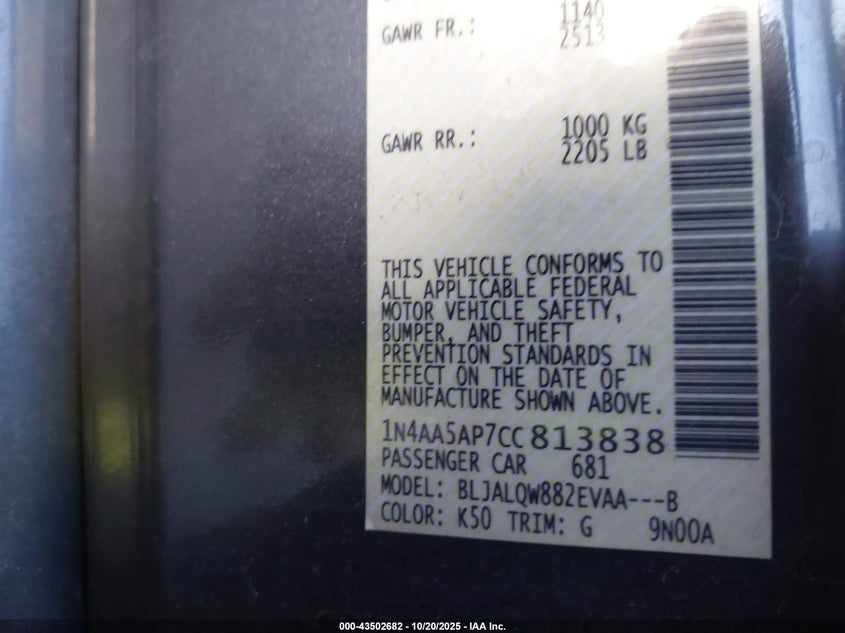 1140
GAWR FR.: 2513
GAWR RR.: 1000 KG
2205 LB
THIS VEHICLE CONFORMS TO
ALL APPLICABLE FEDERAL
MOTOR VEHICLE SAFETY,
BUMPER, AND THEFT
PREVENTION STANDARDS IN
EFFECT ON THE DATE OF
MANUFACTURE SHOWN ABOVE.
1N4AA5AP7CC813838
PASSENGER CAR 681
MODEL: BLJALQW882EVAA---B
COLOR: K50 TRIM: G 9N00A
000-43502682 - 10/20/2025 - IAA Inc.